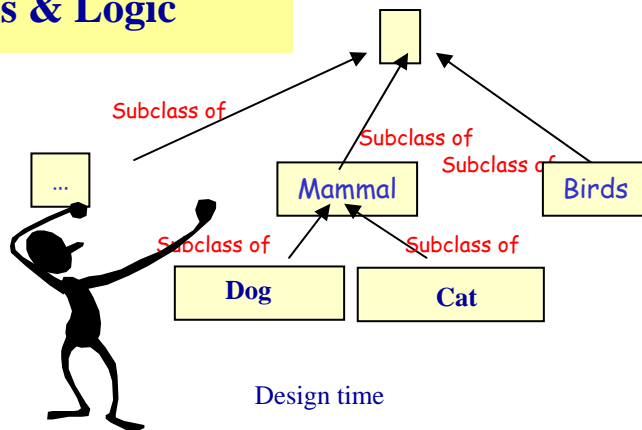 s & Logic
Subclass of
Subclass of
Subclass of
...
Mammal
Birds
Subclass of
Subclass of
Dog
Cat
Design time